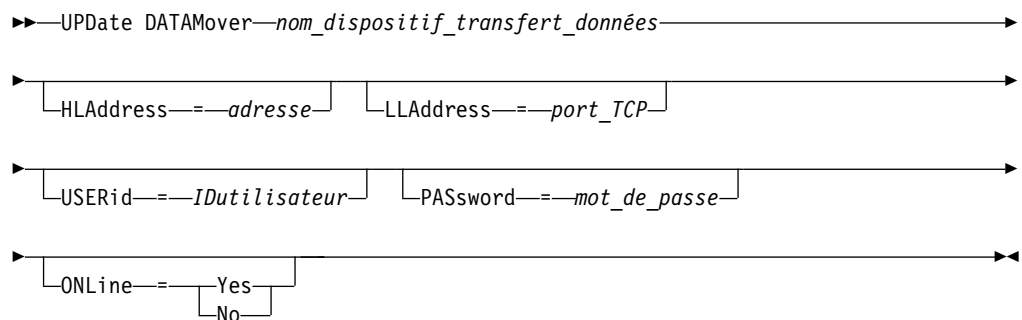 UPDate DATAMover nom_dispositif_transfert_données
HLAddress = adresse LLAddress = port_TCP
USERid = IDutilisateur PASsword = mot_de_passe
ONLine = Yes
No